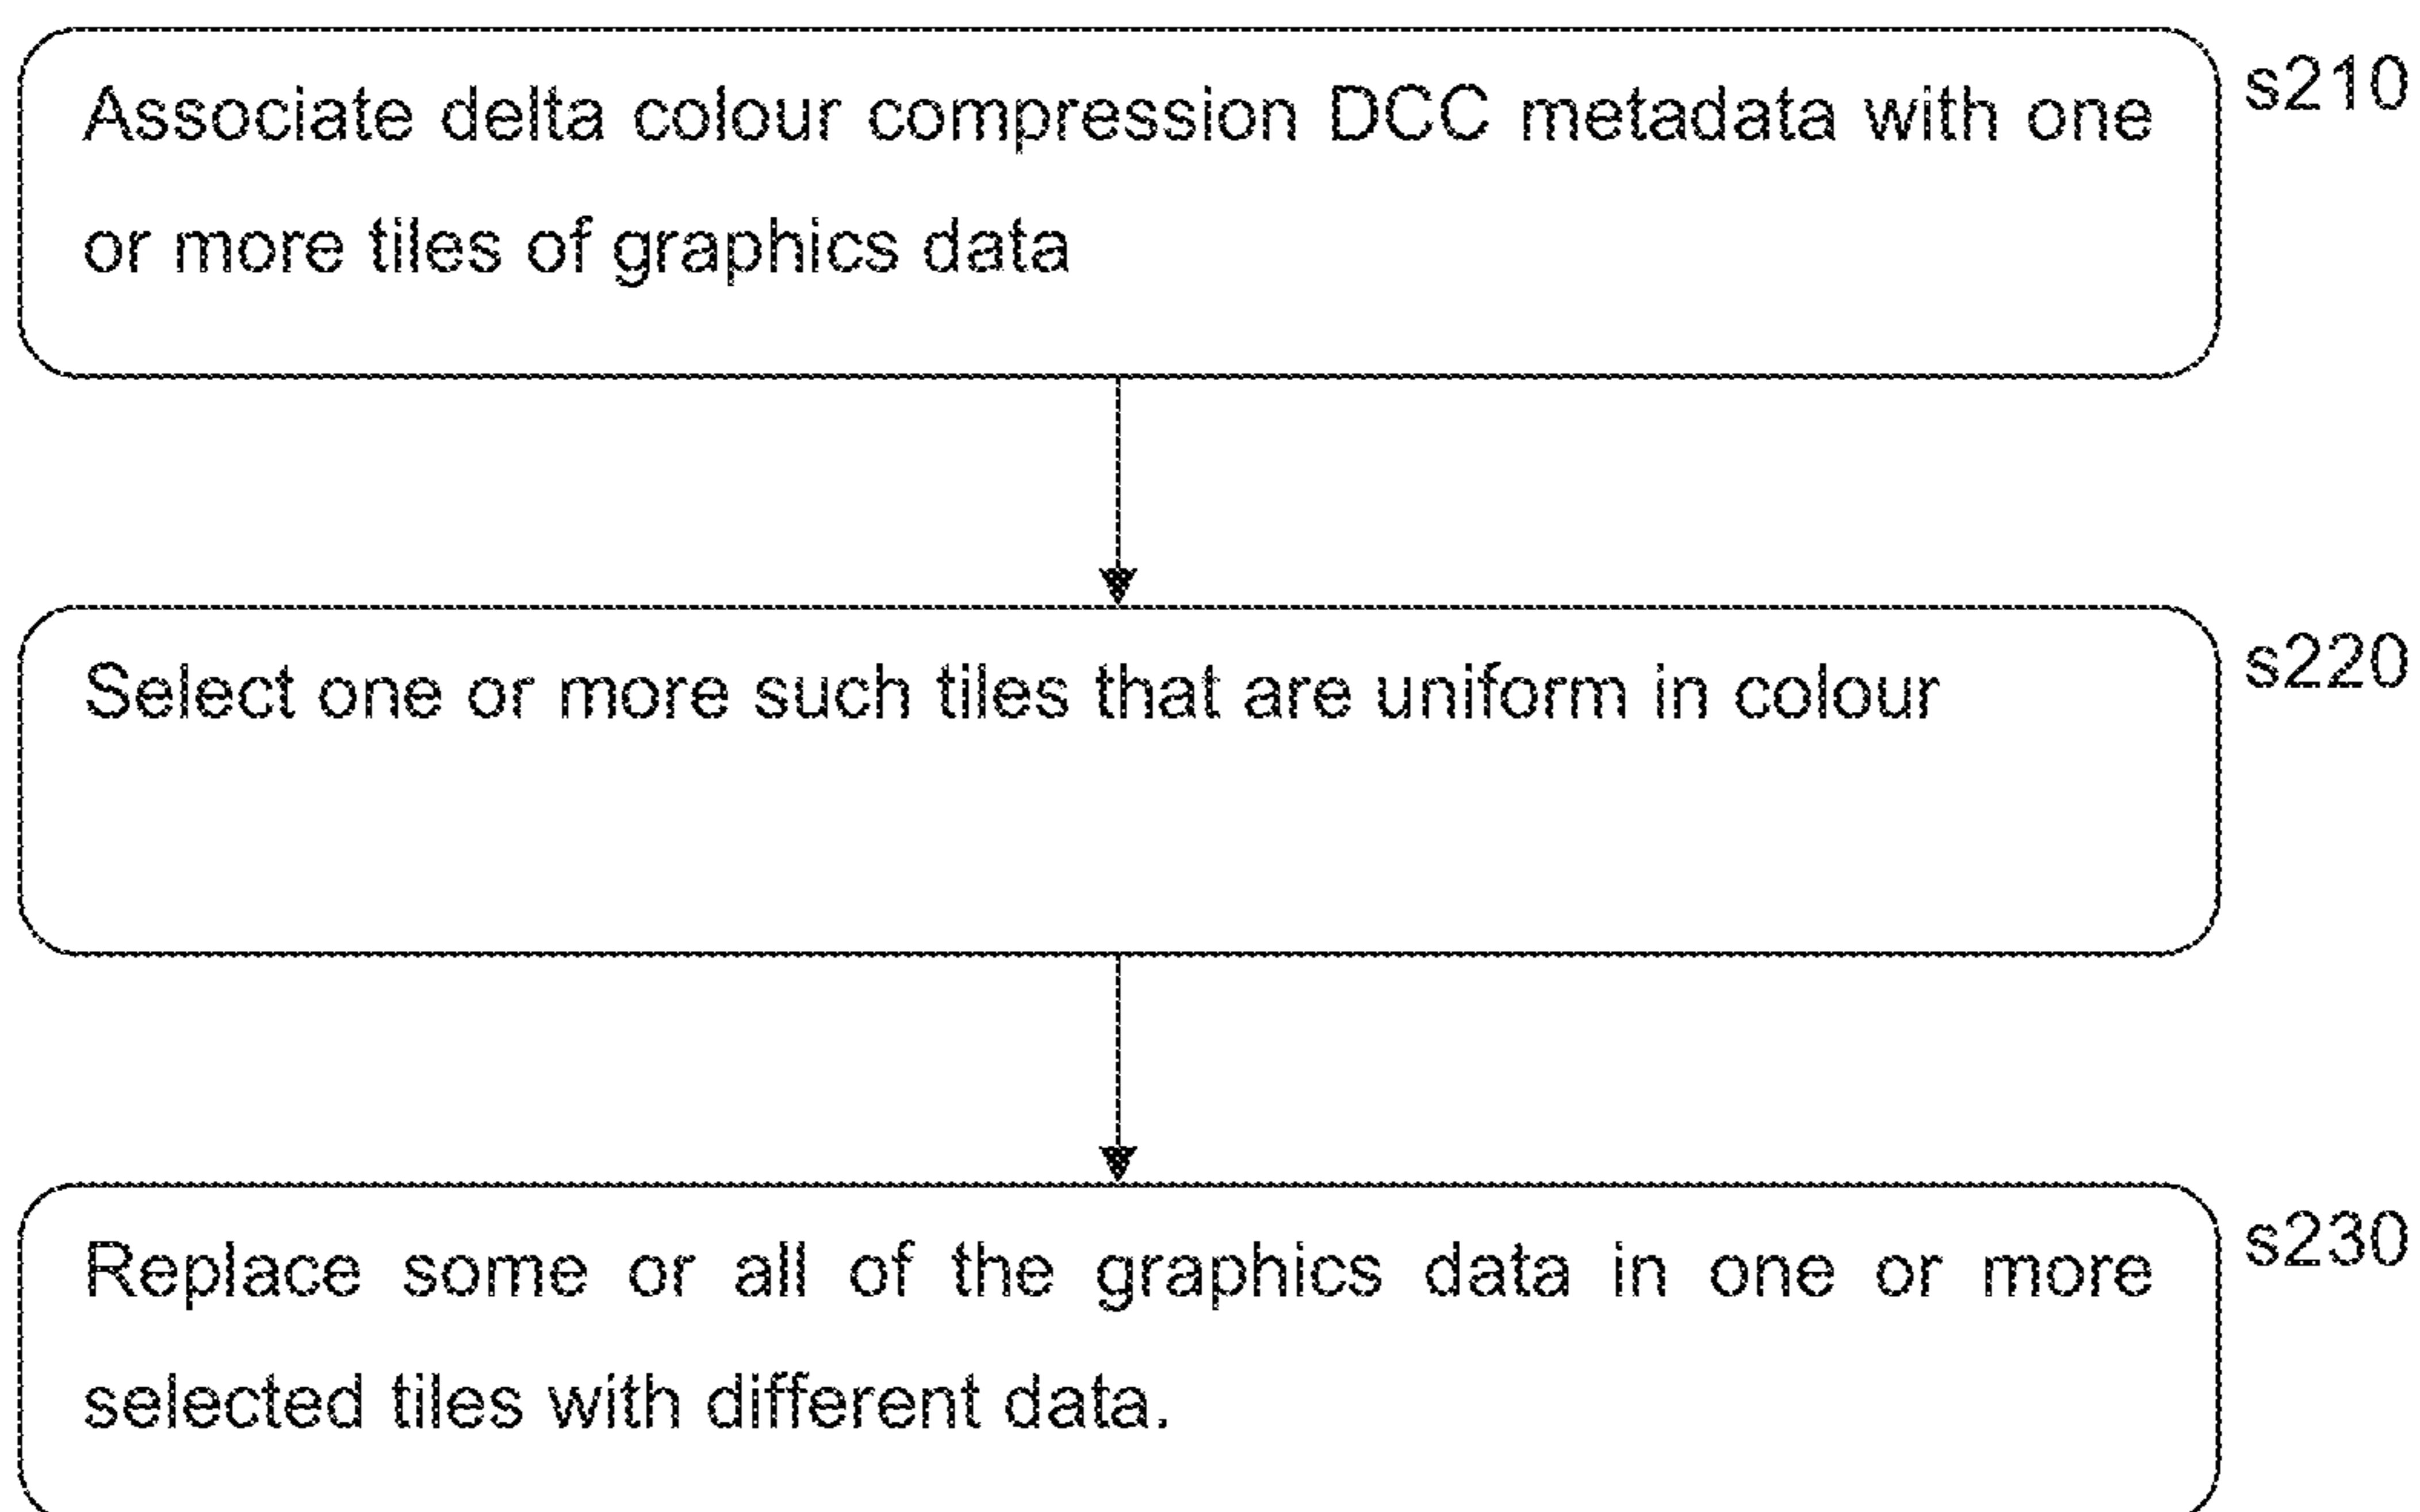 Associate delta colour compression DCC metadata with one
s210
or more tiles of graphics data
Select one or more such tiles that are uniform in colour
s220
Replace some or all of the graphics data in one or more
s230
selected tiles with different data.